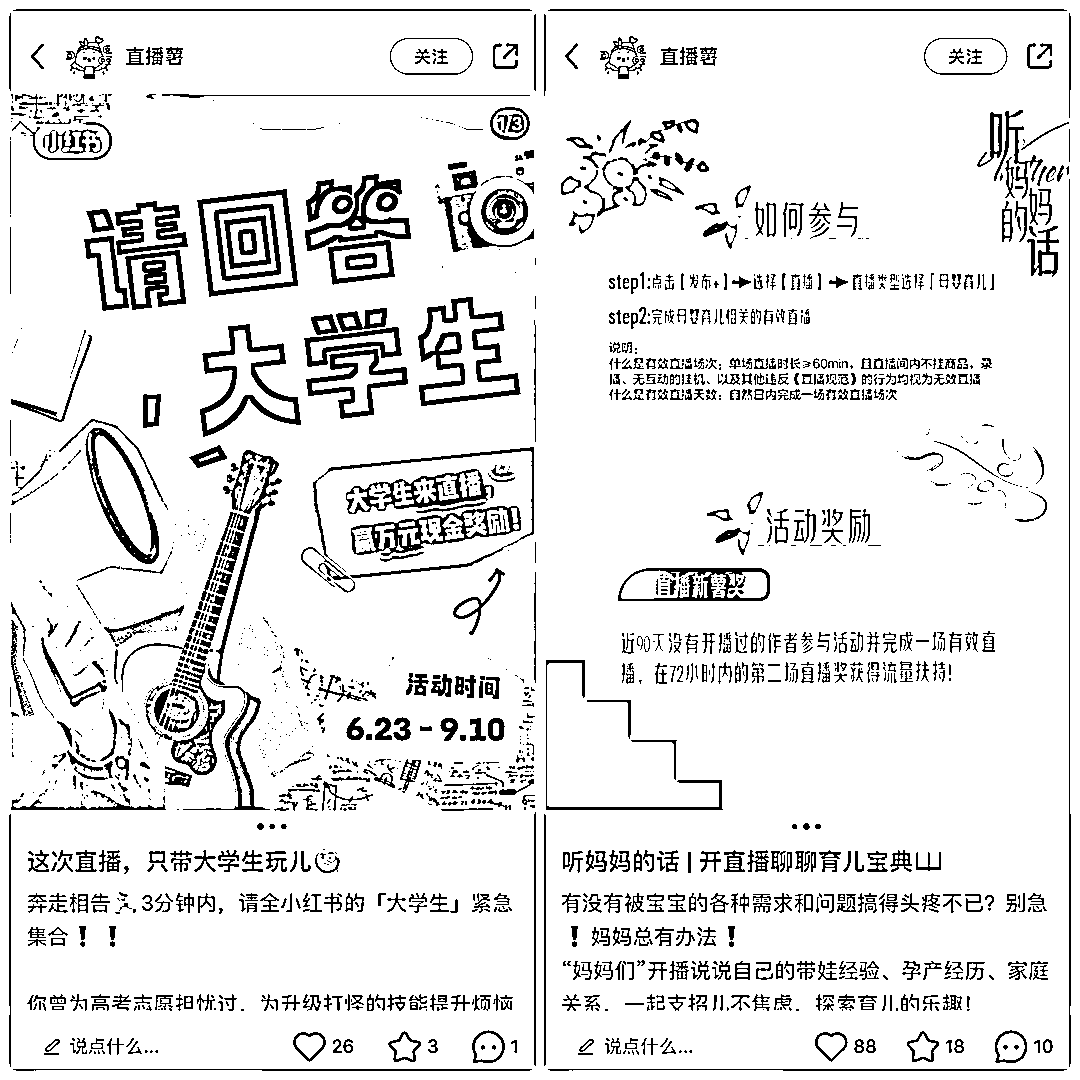 直播薯
关注
小红书
1/3
请回答
大学生
大学生来直播,
赢万元现金奖励!
活动时间
6.23 - 9.10
这次直播，只带大学生玩儿
奔走相告 3分钟内，请全小红书的「大学生」紧急
集合❗❗
你曾为高考志愿担忧过，为升级打怪的技能提升烦恼
说点什么...
26
3
1
直播薯
关注
听妈妈的话
如何参与
step1:点击【发布+】➡选择【直播】➡直播类型选择「母婴育儿」
step2:完成母婴育儿相关的有效直播
说明:
什么是有效直播场次：单场直播时长≥60min，且直播间内不挂商品，录
播、无互动的挂机、以及其他违反《直播规范》的行为均视为无效直播
什么是有效直播天数：自然日内完成一场有效直播场次
活动奖励
直播新薯奖
近90天没有开播过的作者参与活动并完成一场有效直
播，在72小时内的第二场直播奖获得流量扶持!
听妈妈的话 | 开直播聊聊育儿宝典
有没有被宝宝的各种需求和问题搞得头疼不已？别急
❗妈妈总有办法❗
“妈妈们”开播说说自己的带娃经验、孕产经历、家庭
关系，一起支招儿不焦虑，探索育儿的乐趣！
说点什么...
88
18
10